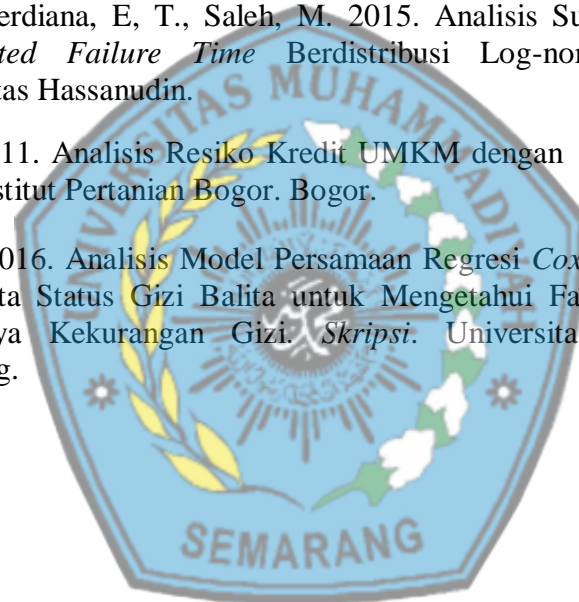 erdiana, E, T., Saleh, M. 2015. Analisis Su
ted Failure Time Berdistribusi Log-nor
tas Hassanudin.
11. Analisis Resiko Kredit UMKM dengan
stitut Pertanian Bogor. Bogor.
016. Analisis Model Persamaan Regresi Cox
ta Status Gizi Balita untuk Mengetahui Fa
ya Kekurangan Gizi. Skripsi. Universita
g.
UNIVERSITAS MUHAMMADIYAH
SEMARANG